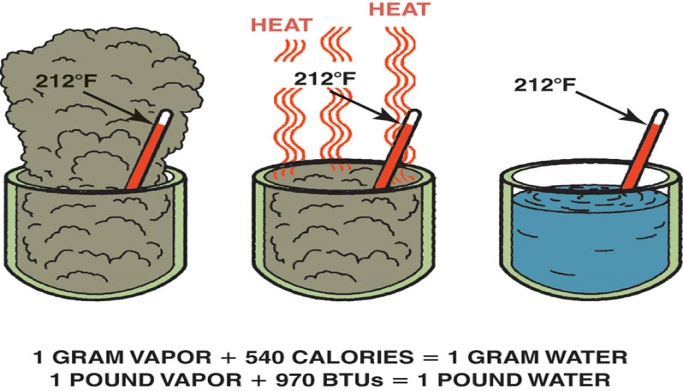 HEAT
HEAT
212°F
212°F
212°F
1 GRAM VAPOR + 540 CALORIES = 1 GRAM WATER
1 POUND VAPOR + 970 BTUs = 1 POUND WATER